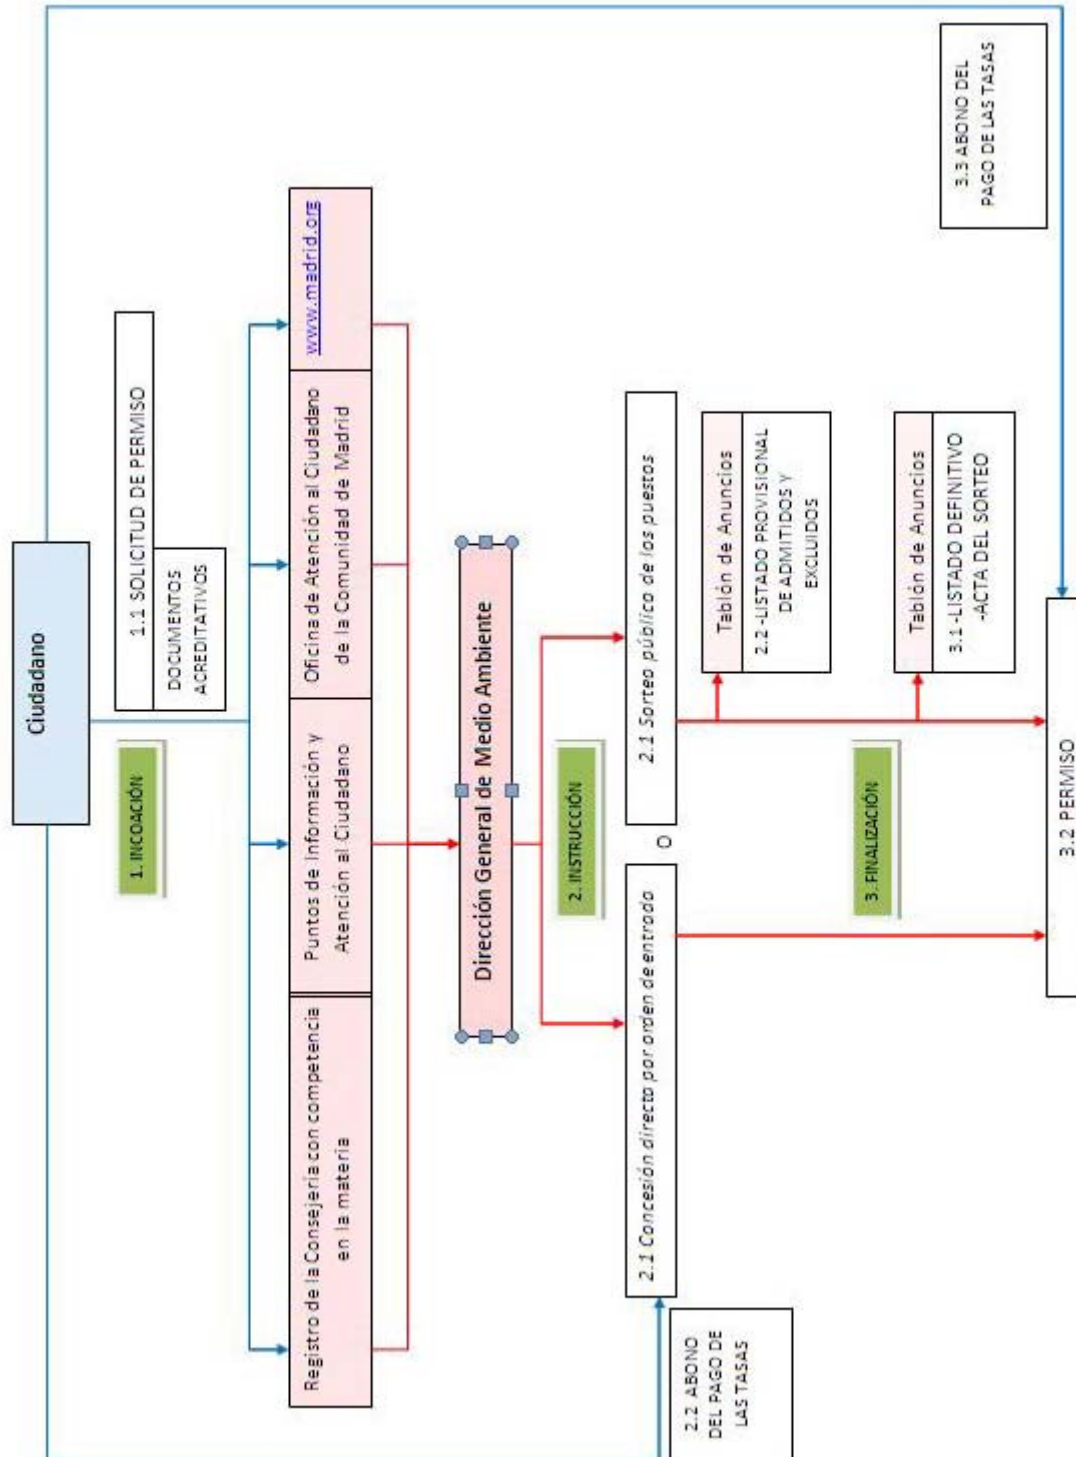 Ciudadano
1. INCOACIÓN
1.1 SOLICITUD DE PERMISO
DOCUMENTOS
ACREDITATIVOS
Registro de la Consejería con competencia
en la materia
Puntos de Información y
Atención al Ciudadano
Oficina de Atención al Ciudadano
de la Comunidad de Madrid
www.madrid.org
Dirección General de Medio Ambiente
2. INSTRUCCIÓN
2.1 Concesión directa por orden de entrada
O
2.1 Sorteo público de los puestos
2.2 ABONO
DEL PAGO DE
LAS TASAS
Tablón de Anuncios
2.2 -LISTADO PROVISIONAL
DE ADMITIDOS Y
EXCLUIDOS
3. FINALIZACIÓN
Tablón de Anuncios
3.1 -LISTADO DEFINITIVO
-ACTA DEL SORTEO
3.3 ABONO DEL
PAGO DE LAS TASAS
3.2 PERMISO